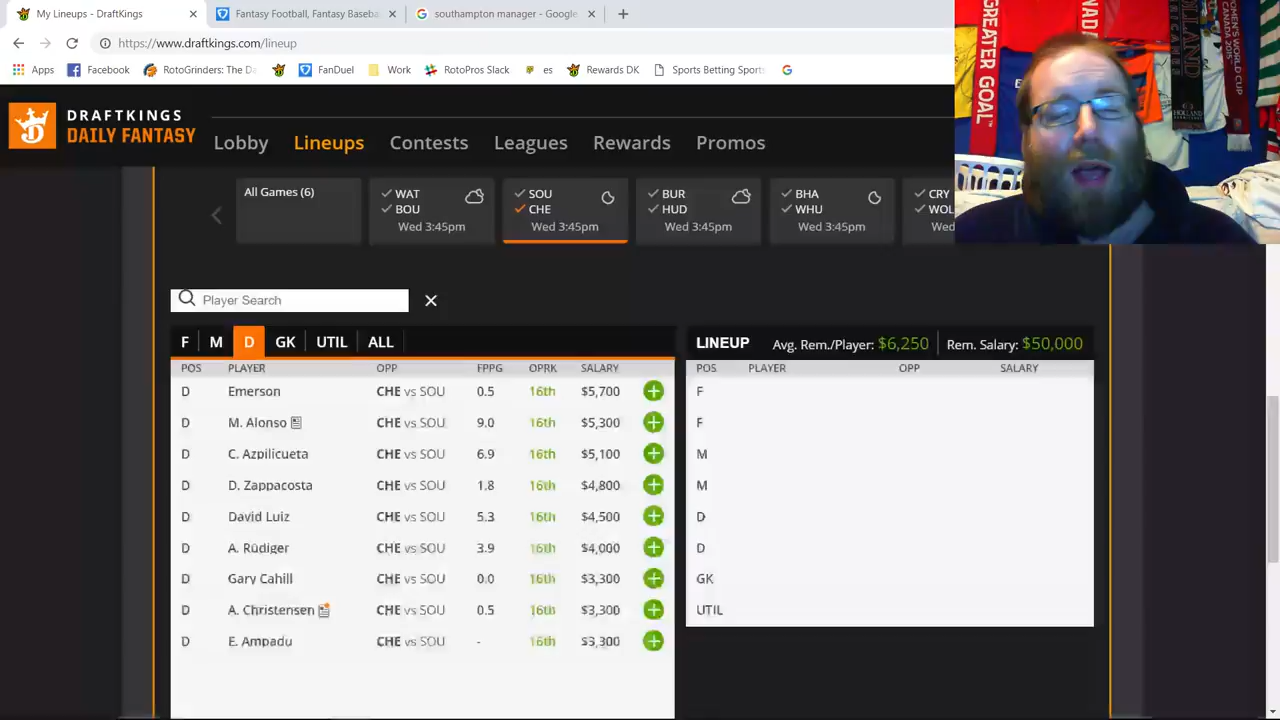 My Lineups - DraftKings
Fantasy Football, Fantasy Baseba
southampton manager - Google
https://www.draftkings.com/lineup
Apps Facebook RotoGrinders: The Da FanDuel Work Rotoros Slack Rewards DK Sports Betting Sports
DRAFTKINGS
DAILY FANTASY
Lobby Lineups Contests Leagues Rewards Promos
All Games (6)
WAT
BOU
Wed 3:45pm
SOU
CHE
Wed 3:45pm
BUR
HUD
Wed 3:45pm
BHA
WHU
Wed 3:45pm
CRY
WOL
Wed
Player Search
F M D GK UTIL ALL
POS PLAYER OPP FPPG OPRK SALARY
D Emerson CHE vs SOU 0.5 16th $5,700
D M. Alonso CHE vs SOU 9.0 16th $5,300
D C. Azpilicueta CHE vs SOU 6.9 16th $5,100
D D. Zappacosta CHE vs SOU 1.8 16th $4,800
D David Luiz CHE vs SOU 5.3 16th $4,500
D A. Rüdiger CHE vs SOU 3.9 16th $4,000
D Gary Cahill CHE vs SOU 0.0 16th $3,300
D A. Christensen CHE vs SOU 0.5 16th $3,300
D E. Ampadu CHE vs SOU - 16th $3,300
LINEUP Avg. Rem./Player: $6,250 Rem. Salary: $50,000
POS PLAYER OPP SALARY
F
F
M
M
D
D
GK
UTIL
GREATER GOAL
HOLLAND
WOMEN'S WORLD CUP
CANADA 2015